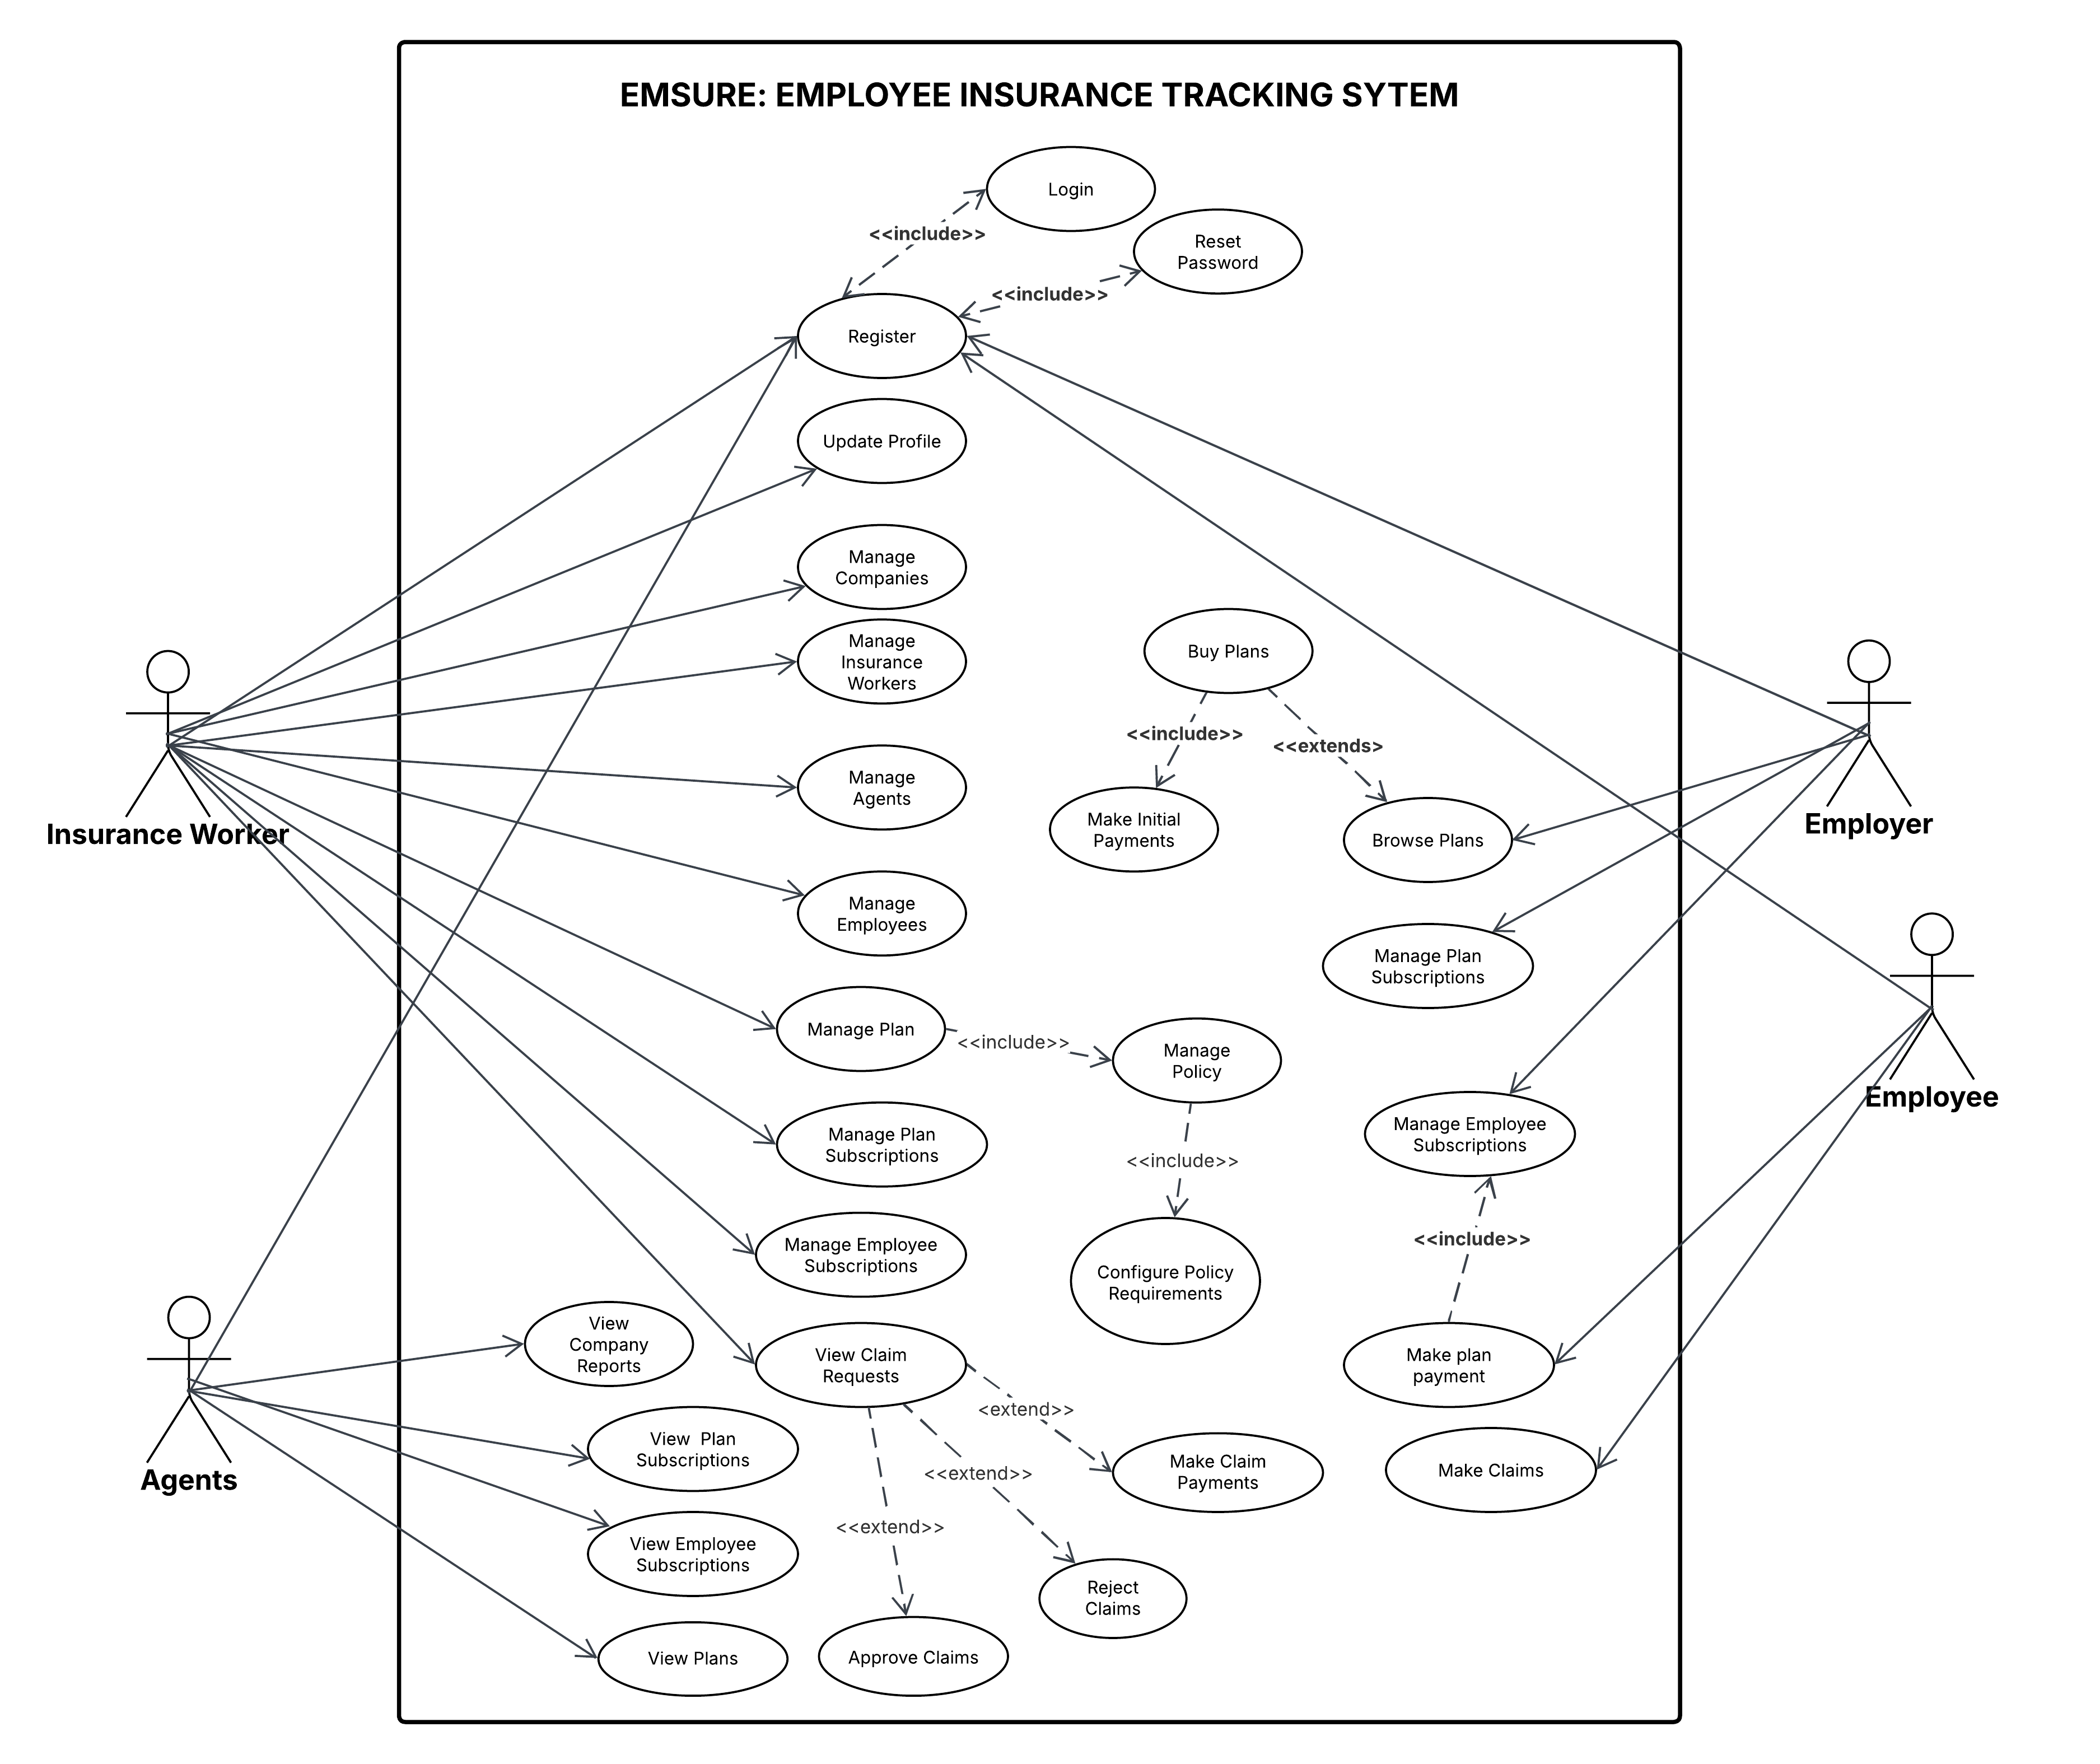 EMSURE: EMPLOYEE INSURANCE TRACKING SYTEM
Login
<<include>>
Reset
Password
<<include>>
Register
Update Profile
Manage
Companies
Manage
Insurance
Workers
Buy Plans
<<include>>
<<extends>
Manage
Agents
Make Initial
Payments
Browse Plans
Insurance Worker
Employer
Manage
Employees
Manage Plan
Subscriptions
Manage Plan
<<include>>
Manage
Policy
Employee
Manage Plan
Subscriptions
<<include>>
Manage Employee
Subscriptions
Manage Employee
Subscriptions
Configure Policy
Requirements
<<include>>
View
Company
Reports
View Claim
Requests
Make plan
payment
<extend>>
View  Plan
Subscriptions
<<extend>>
Make Claim
Payments
Make Claims
Agents
<<extend>>
View Employee
Subscriptions
Reject
Claims
View Plans
Approve Claims